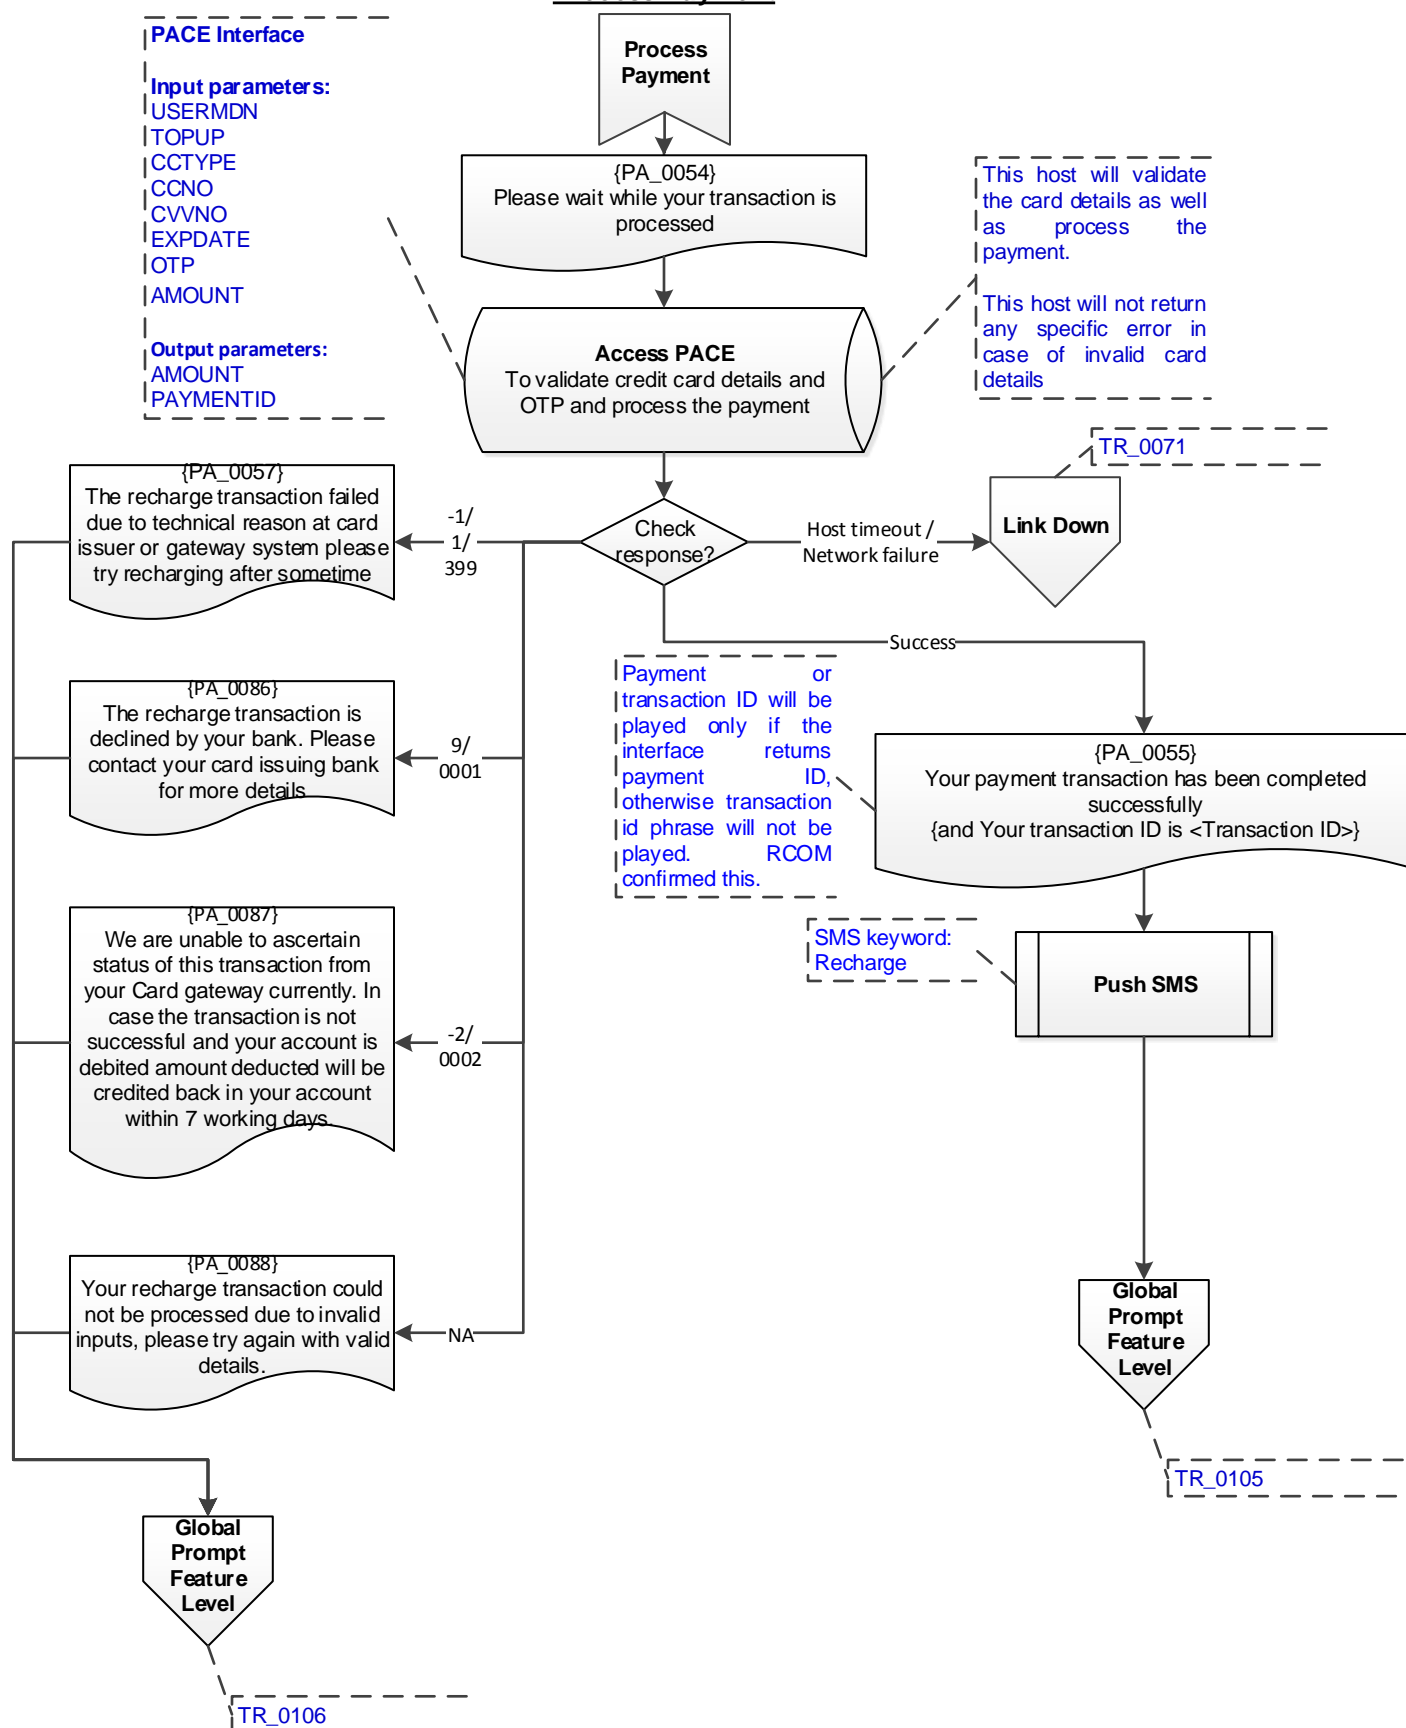 PACE Interface
Input parameters:
USERMDN
TOPUP
CCTYPE
CCNO
CVVNO
EXPDATE
OTP
AMOUNT
Output parameters:
AMOUNT
PAYMENTID
Process
Payment
{PA_0054}
Please wait while your transaction is
processed
This host will validate
the card details as well
as process the
payment.
This host will not return
any specific error in
case of invalid card
details
Access PACE
To validate credit card details and
OTP and process the payment
TR_0071
Link Down
Check
response?
Host timeout /
Network failure
-1/
1/
399
{PA_0057}
The recharge transaction failed
due to technical reason at card
issuer or gateway system please
try recharging after sometime
Success
{PA_0086}
The recharge transaction is
declined by your bank. Please
contact your card issuing bank
for more details
9/
0001
Payment or
transaction ID will be
played only if the
interface returns
payment ID,
otherwise transaction
id phrase will not be
played. RCOM
confirmed this.
{PA_0055}
Your payment transaction has been completed
successfully
{and Your transaction ID is <Transaction ID>}
{PA_0087}
We are unable to ascertain
status of this transaction from
your Card gateway currently. In
case the transaction is not
successful and your account is
debited amount deducted will be
credited back in your account
within 7 working days.
-2/
0002
SMS keyword:
Recharge
Push SMS
{PA_0088}
Your recharge transaction could
not be processed due to invalid
inputs, please try again with valid
details.
NA
Global
Prompt
Feature
Level
TR_0105
Global
Prompt
Feature
Level
TR_0106